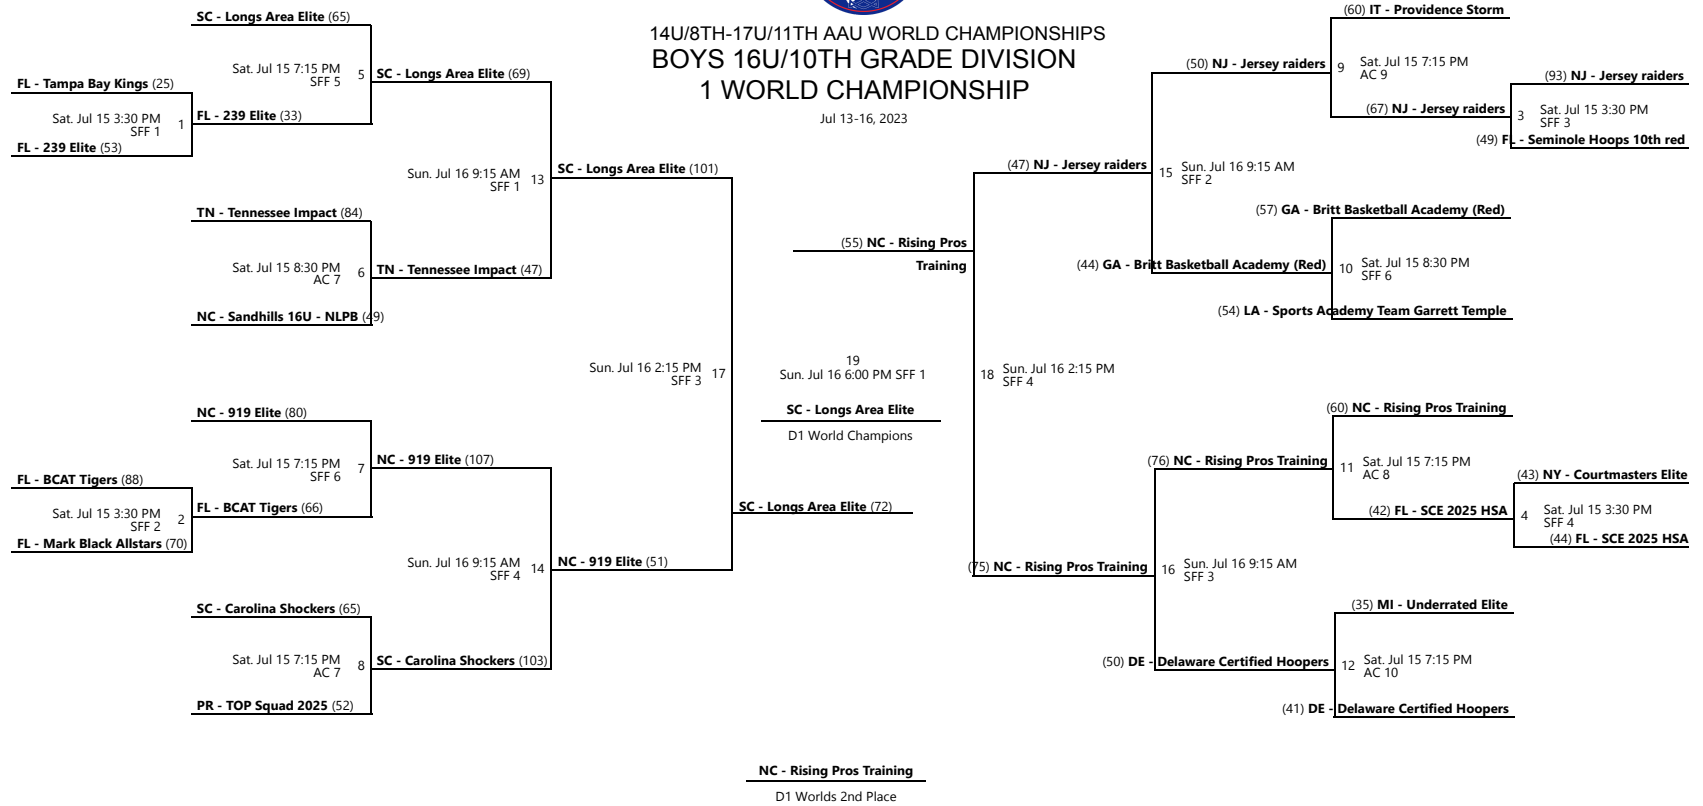 14U/8TH-17U/11TH AAU WORLD CHAMPIONSHIPS
BOYS 16U/10TH GRADE DIVISION
1 WORLD CHAMPIONSHIP
Jul 13-16, 2023
SC - Longs Area Elite (65)
Sat. Jul 15 7:15 PM
SFF 5
5
SC - Longs Area Elite (69)
FL - Tampa Bay Kings (25)
Sat. Jul 15 3:30 PM
SFF 1
1
FL - 239 Elite (33)
FL - 239 Elite (53)
Sun. Jul 16 9:15 AM
SFF 1
13
SC - Longs Area Elite (101)
TN - Tennessee Impact (84)
Sat. Jul 15 8:30 PM
AC 7
6
TN - Tennessee Impact (47)
NC - Sandhills 16U - NLPB (49)
Sun. Jul 16 2:15 PM
SFF 3
17
NC - 919 Elite (80)
Sat. Jul 15 7:15 PM
SFF 6
7
NC - 919 Elite (107)
FL - BCAT Tigers (88)
Sat. Jul 15 3:30 PM
SFF 2
2
FL - BCAT Tigers (66)
FL - Mark Black Allstars (70)
Sun. Jul 16 9:15 AM
SFF 4
14
NC - 919 Elite (51)
SC - Carolina Shockers (65)
Sat. Jul 15 7:15 PM
AC 7
8
SC - Carolina Shockers (103)
PR - TOP Squad 2025 (52)
(55) NC - Rising Pros
Training
19
Sun. Jul 16 6:00 PM SFF 1
SC - Longs Area Elite
D1 World Champions
SC - Longs Area Elite (72)
(60) IT - Providence Storm
(50) NJ - Jersey raiders
9
Sat. Jul 15 7:15 PM
AC 9
(93) NJ - Jersey raiders
(67) NJ - Jersey raiders
3
Sat. Jul 15 3:30 PM
SFF 3
(49) FL - Seminole Hoops 10th red
(47) NJ - Jersey raiders
15
Sun. Jul 16 9:15 AM
SFF 2
(57) GA - Britt Basketball Academy (Red)
(44) GA - Britt Basketball Academy (Red)
10
Sat. Jul 15 8:30 PM
SFF 6
(54) LA - Sports Academy Team Garrett Temple
18
Sun. Jul 16 2:15 PM
SFF 4
(60) NC - Rising Pros Training
(76) NC - Rising Pros Training
11
Sat. Jul 15 7:15 PM
AC 8
(43) NY - Courtmasters Elite
(42) FL - SCE 2025 HSA
4
Sat. Jul 15 3:30 PM
SFF 4
(44) FL - SCE 2025 HSA
(75) NC - Rising Pros Training
16
Sun. Jul 16 9:15 AM
SFF 3
(35) MI - Underrated Elite
(50) DE - Delaware Certified Hoopers
12
Sat. Jul 15 7:15 PM
AC 10
(41) DE - Delaware Certified Hoopers
NC - Rising Pros Training
D1 Worlds 2nd Place